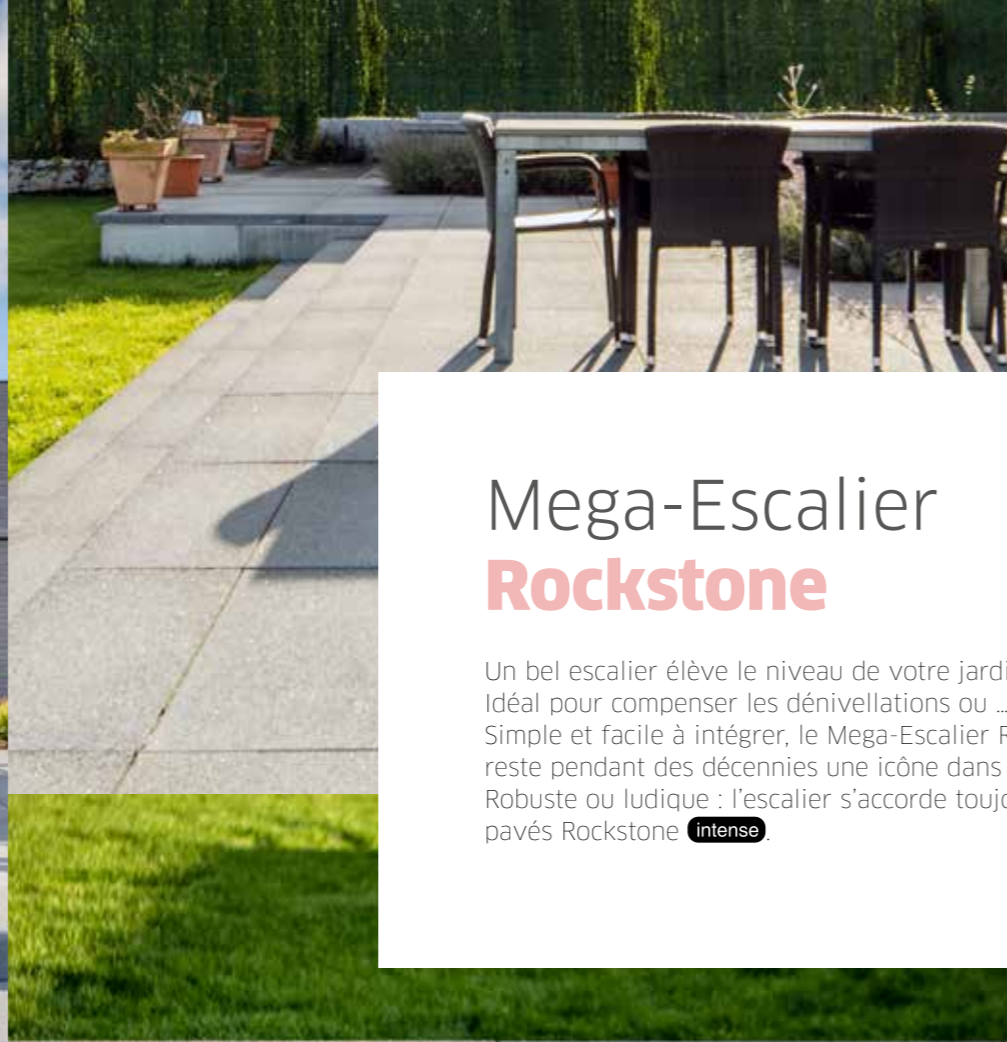 Mega-Escalier
Rockstone
Un bel escalier élève le niveau de votre
Idéal pour compenser les dénivellations ou ...
Simple et facile à intégrer, le Mega-Escalier
reste pendant des décennies une icône dans
Robuste ou ludique : l'escalier s'accorde
pavés Rockstone intense.